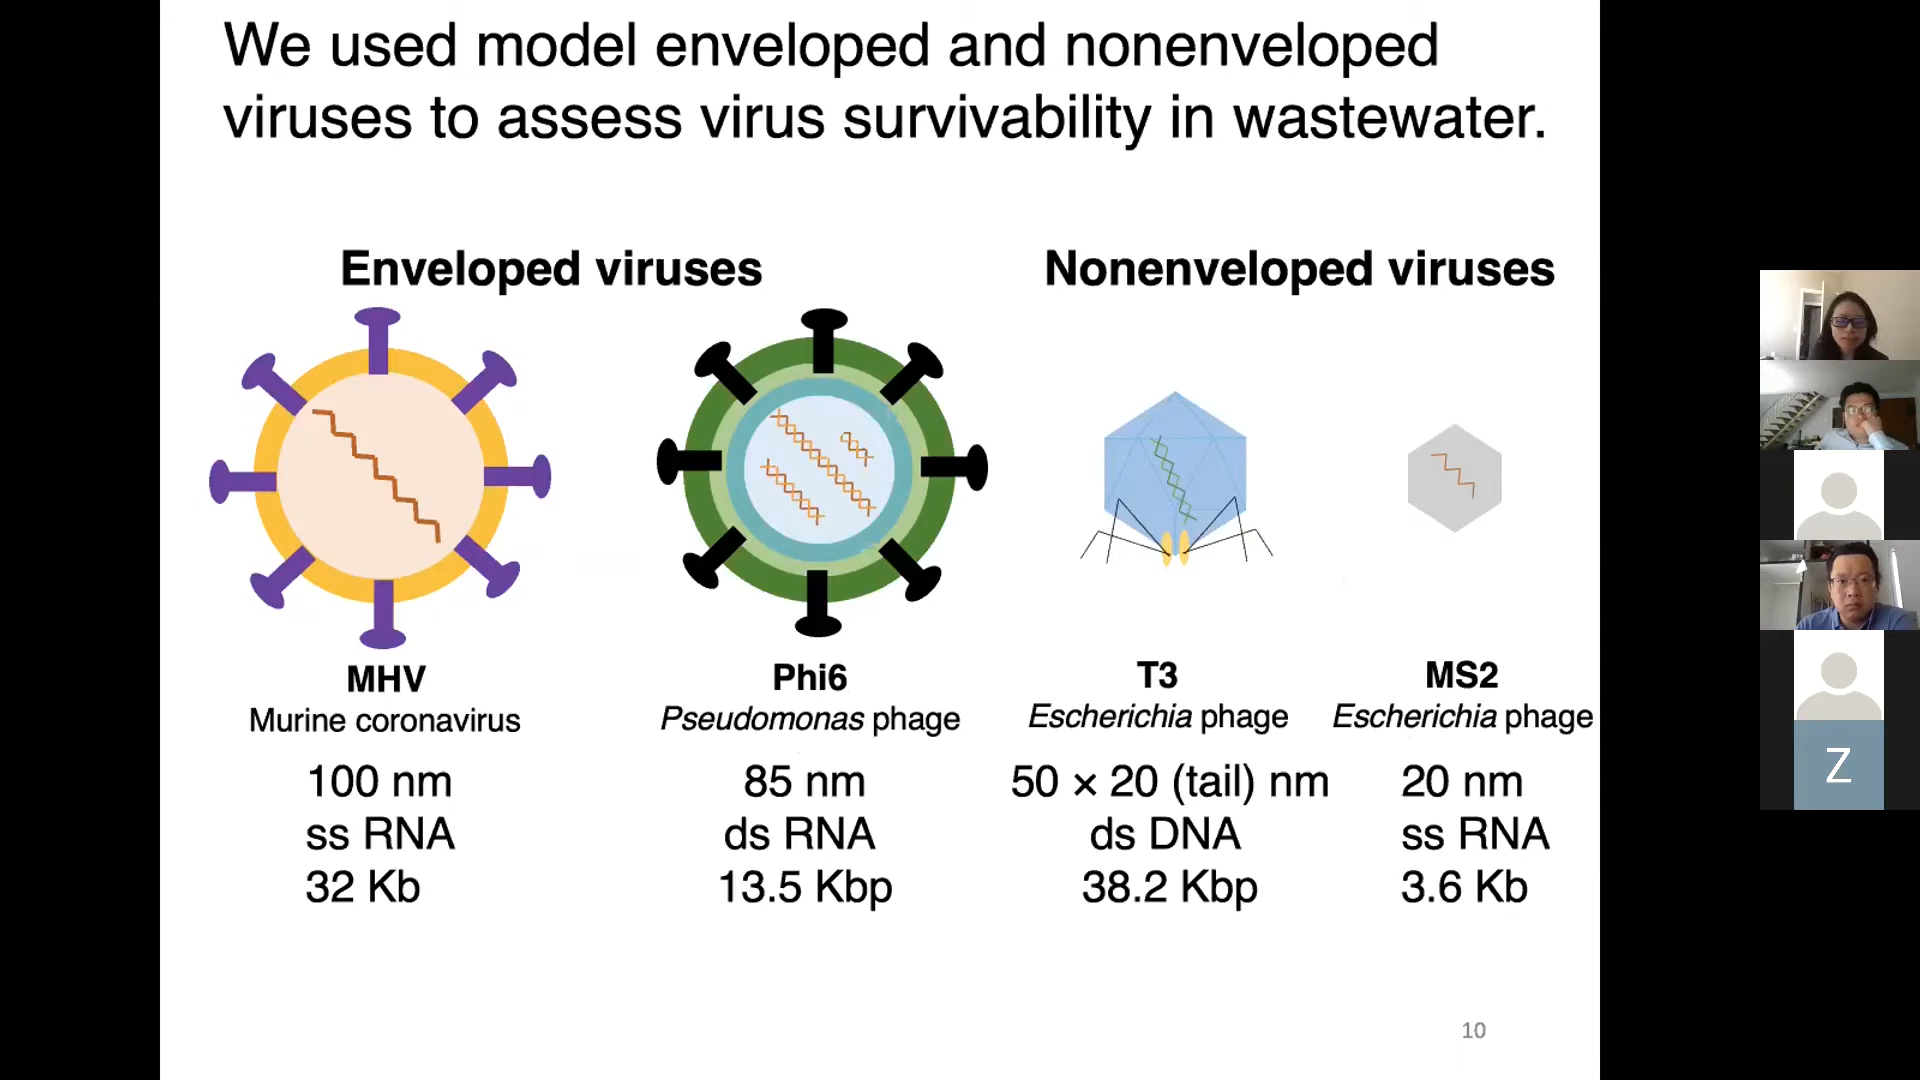 We used model enveloped and nonenveloped
viruses to assess virus survivability in wastewater.
Enveloped viruses
Nonenveloped viruses
MHV
Murine coronavirus
100 nm
ss RNA
32 Kb
Phi6
Pseudomonas phage
85 nm
ds RNA
13.5 Kbp
T3
Escherichia phage
50 × 20 (tail) nm
ds DNA
38.2 Kbp
MS2
Escherichia phage
20 nm
ss RNA
3.6 Kb
10
Z